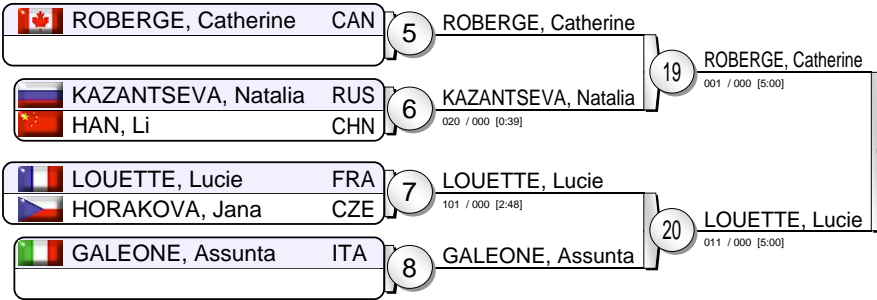 ROBERGE, Catherine CAN
5
ROBERGE, Catherine
19
ROBERGE, Catherine
001 / 000 [5:00]
KAZANTSEVA, Natalia RUS
HAN, Li CHN
6
KAZANTSEVA, Natalia
020 / 000 [0:39]
LOUETTE, Lucie FRA
HORAKOVA, Jana CZE
7
LOUETTE, Lucie
101 / 000 [2:48]
20
LOUETTE, Lucie
011 / 000 [5:00]
GALEONE, Assunta ITA
8
GALEONE, Assunta